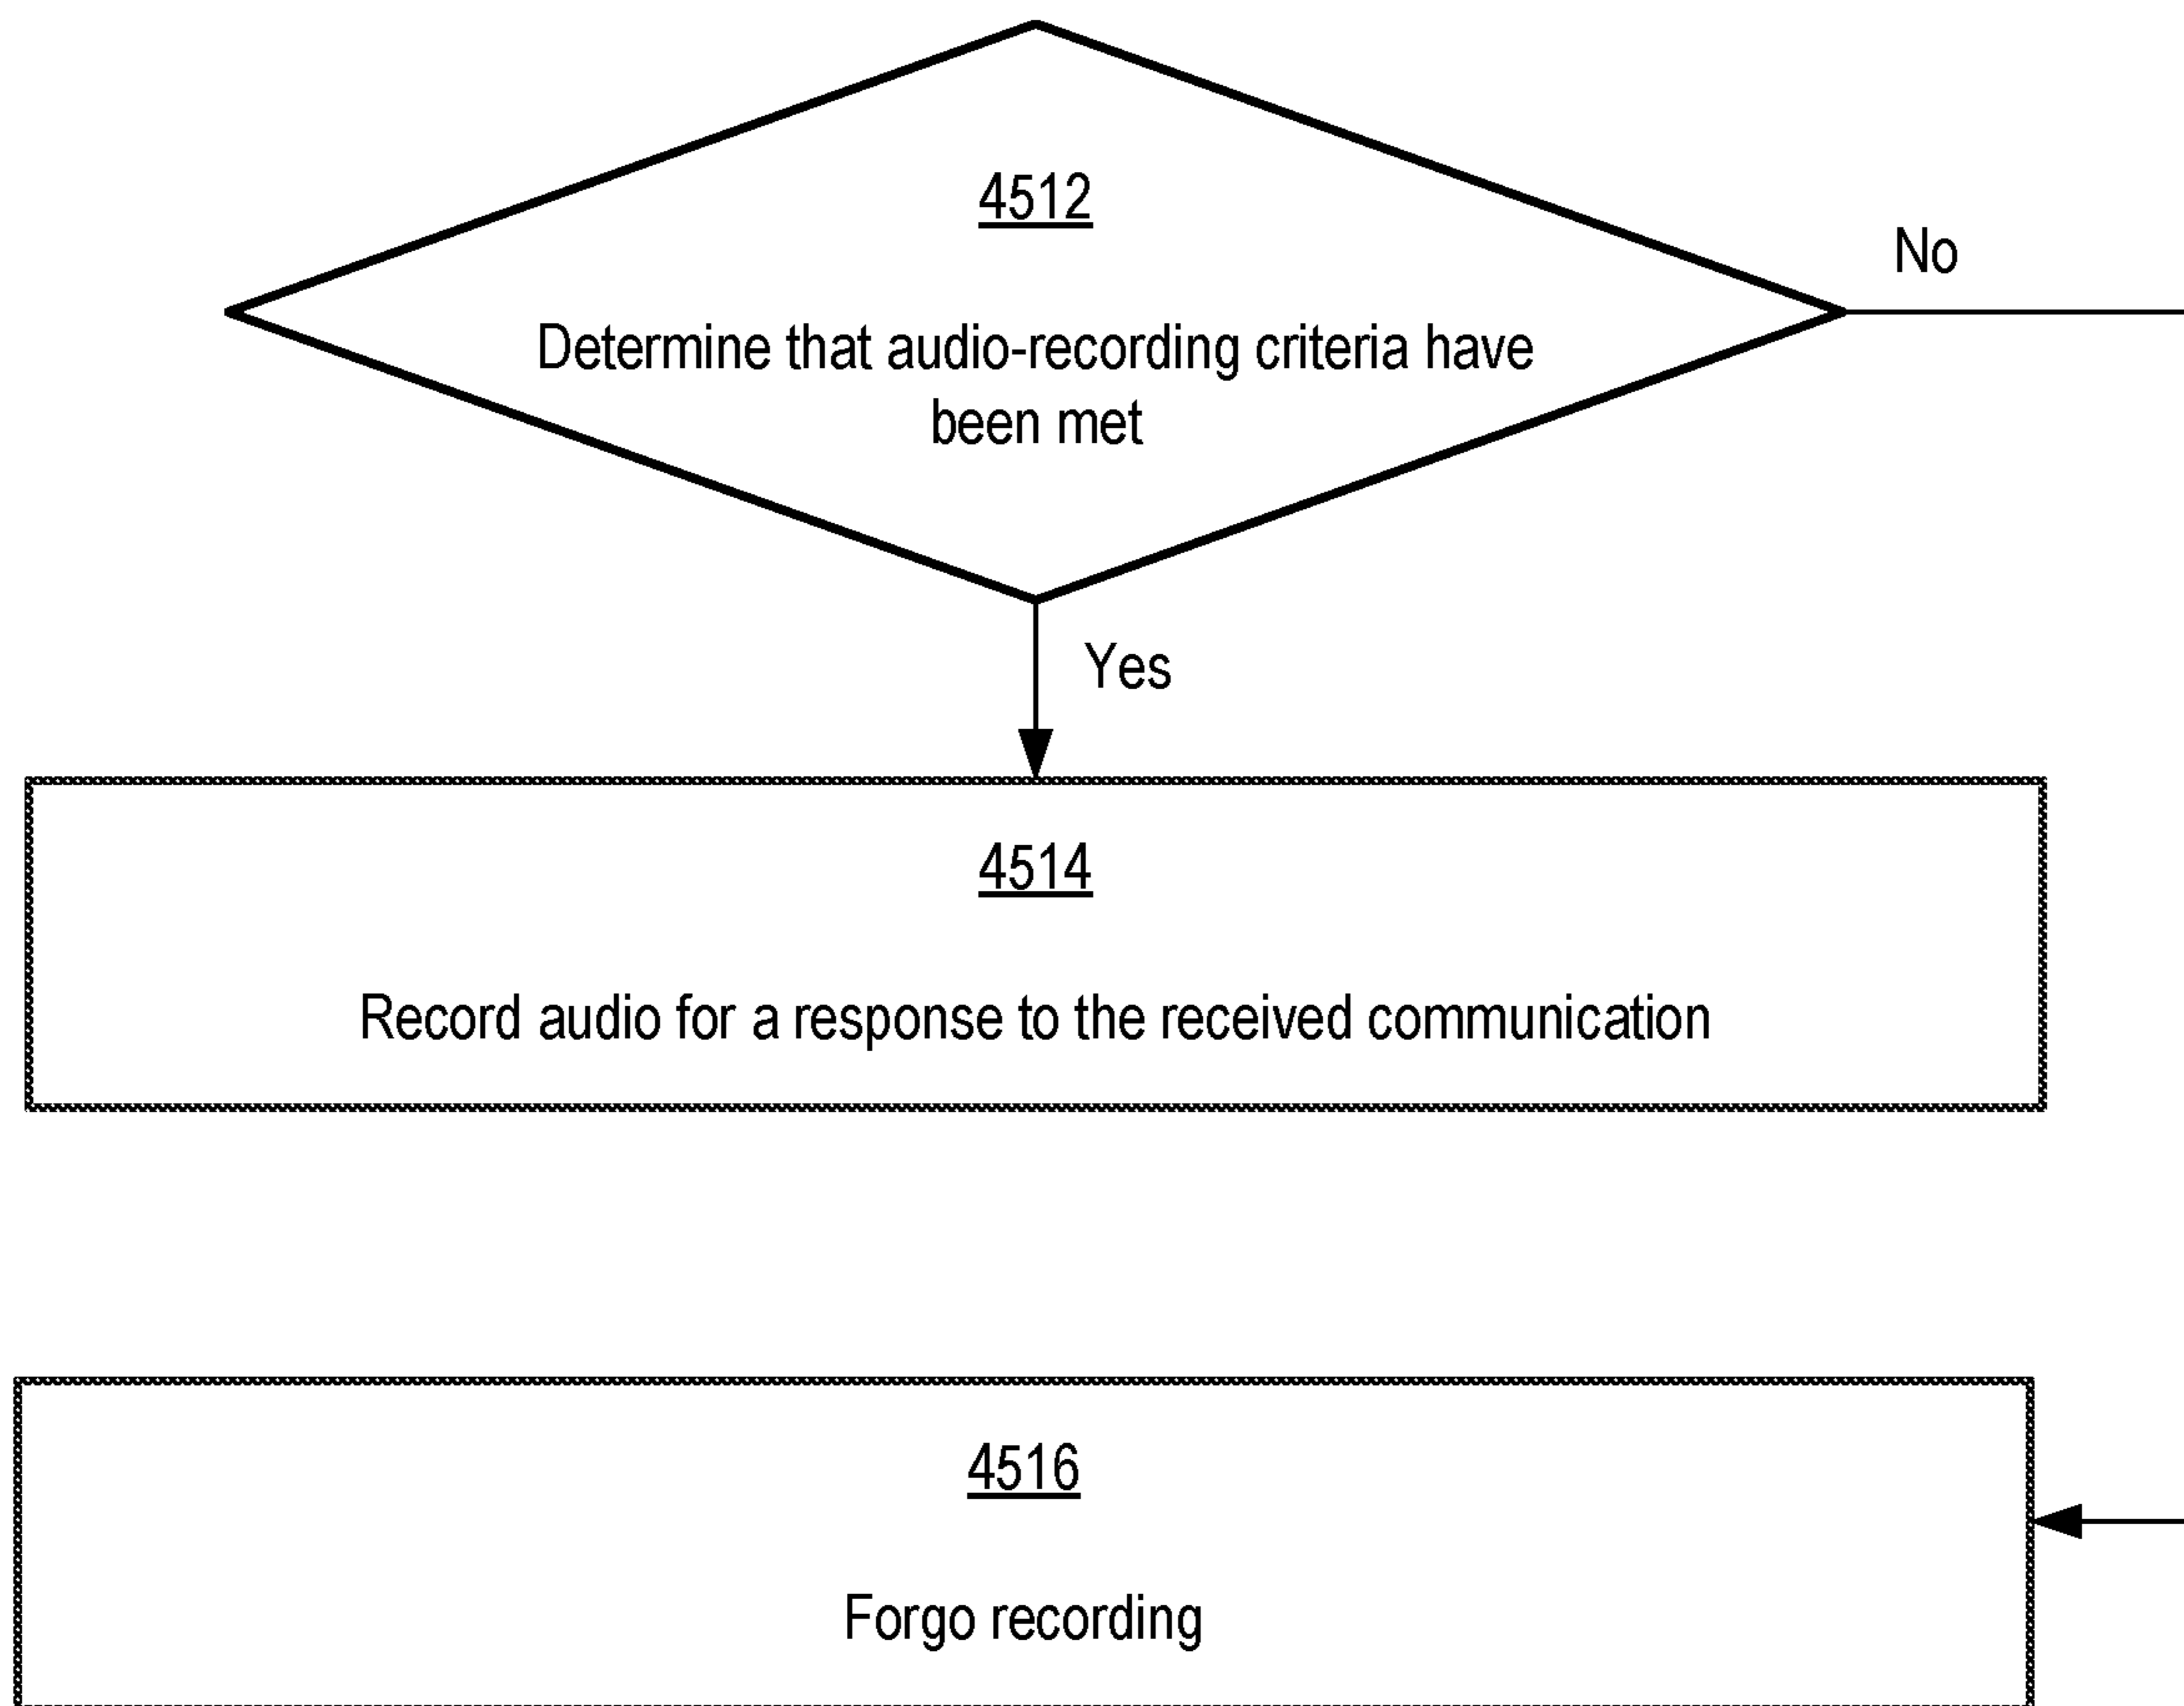 4512
No
Determine that audio-recording criteria have
been met
Yes
4514
Record audio for a response to the received communication
4516
Forgo recording